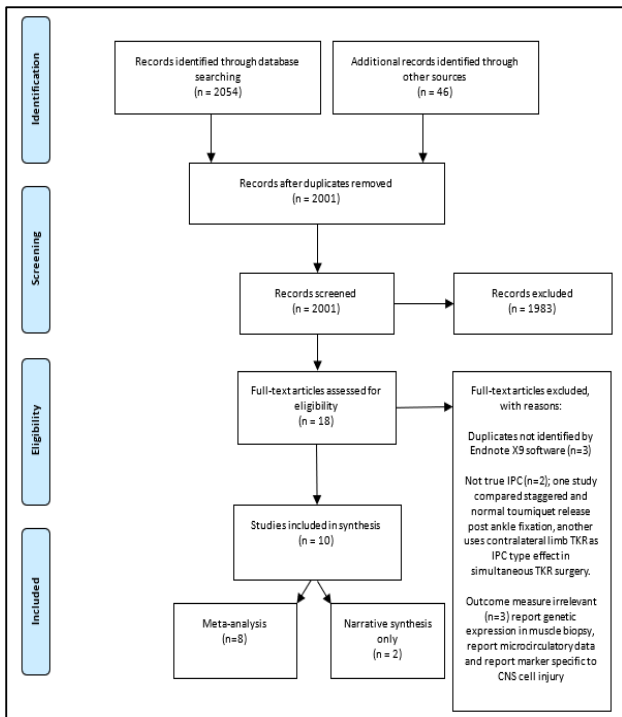 Identification
Records identified through database
searching
(n = 2054)
Additional records identified through
other sources
(n = 46)
Records after duplicates removed
(n = 2001)
Screening
Records screened
(n = 2001)
Records excluded
(n = 1983)
Eligibility
Full-text articles assessed for
eligibility
(n = 18)
Full-text articles excluded,
with reasons:
Duplicates not identified by
Endnote X9 software (n=3)
Not true IPC (n=2); one study
compared staggered and
normal tourniquet release
post ankle fixation, another
uses contralateral limb TKR as
IPC type effect in
simultaneous TKR surgery.
Outcome measure irrelevant
(n=3) report genetic
expression in muscle biopsy,
report microcirculatory data
and report marker specific to
CNS cell injury
Included
Studies included in synthesis
(n = 10)
Meta-analysis
(n=8)
Narrative synthesis
only
(n = 2)